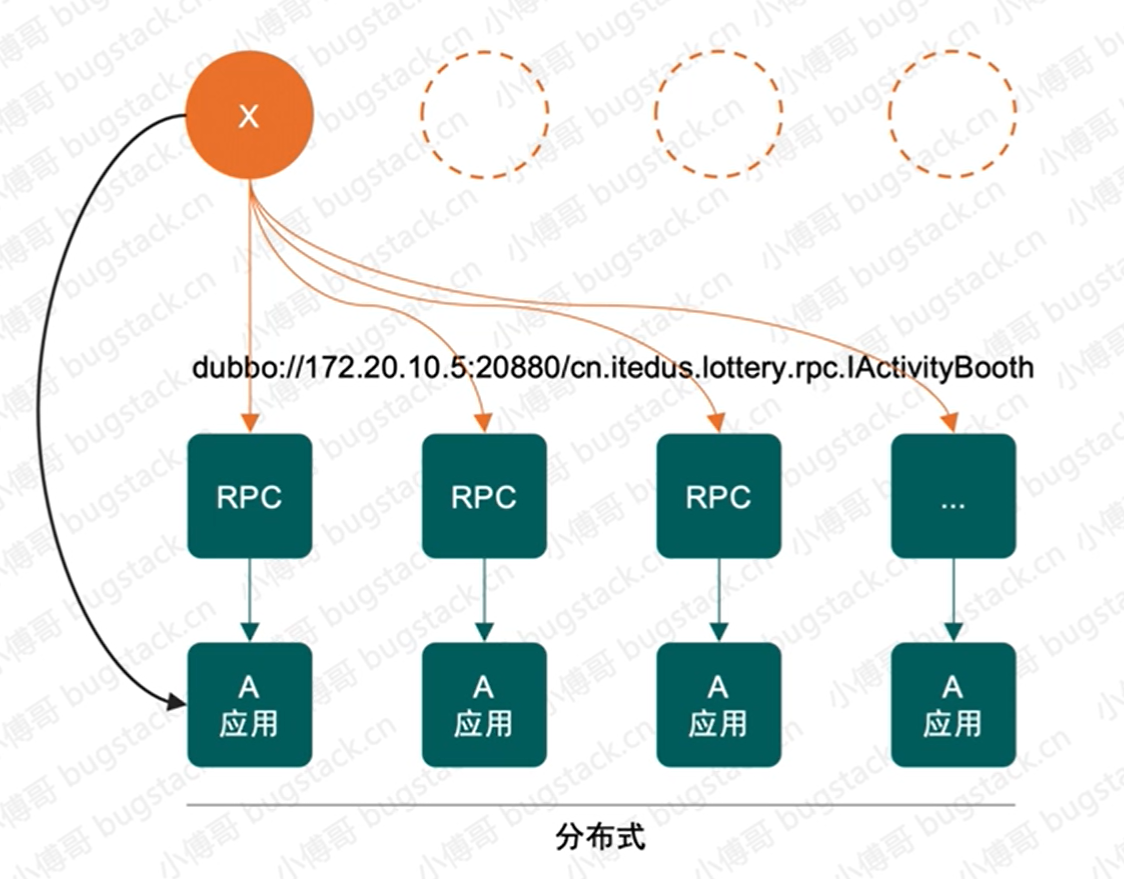 X
dubbo://172.20.10.5:20880/cn.itedus.lottery.rpc.IActivityBooth
RPC
RPC
RPC
...
A
应用
A
应用
A
应用
A
应用
分布式
小傅哥 bugstack.cn